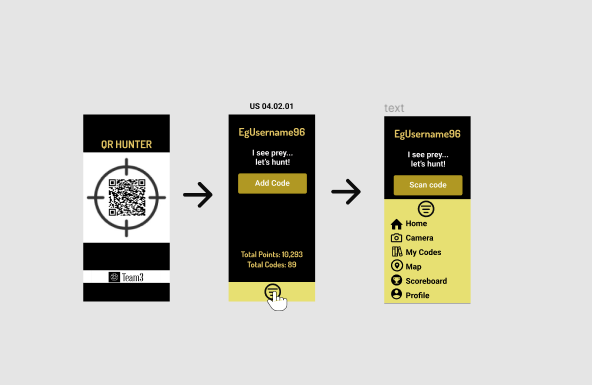 QR HUNTER
Team3
US 04.02.01
EgUsername96
I see prey...
let's hunt!
Add Code
Total Points: 10,293
Total Codes: 89
text
EgUsername96
I see prey...
let's hunt!
Scan code
Home
Camera
My Codes
Map
Scoreboard
Profile